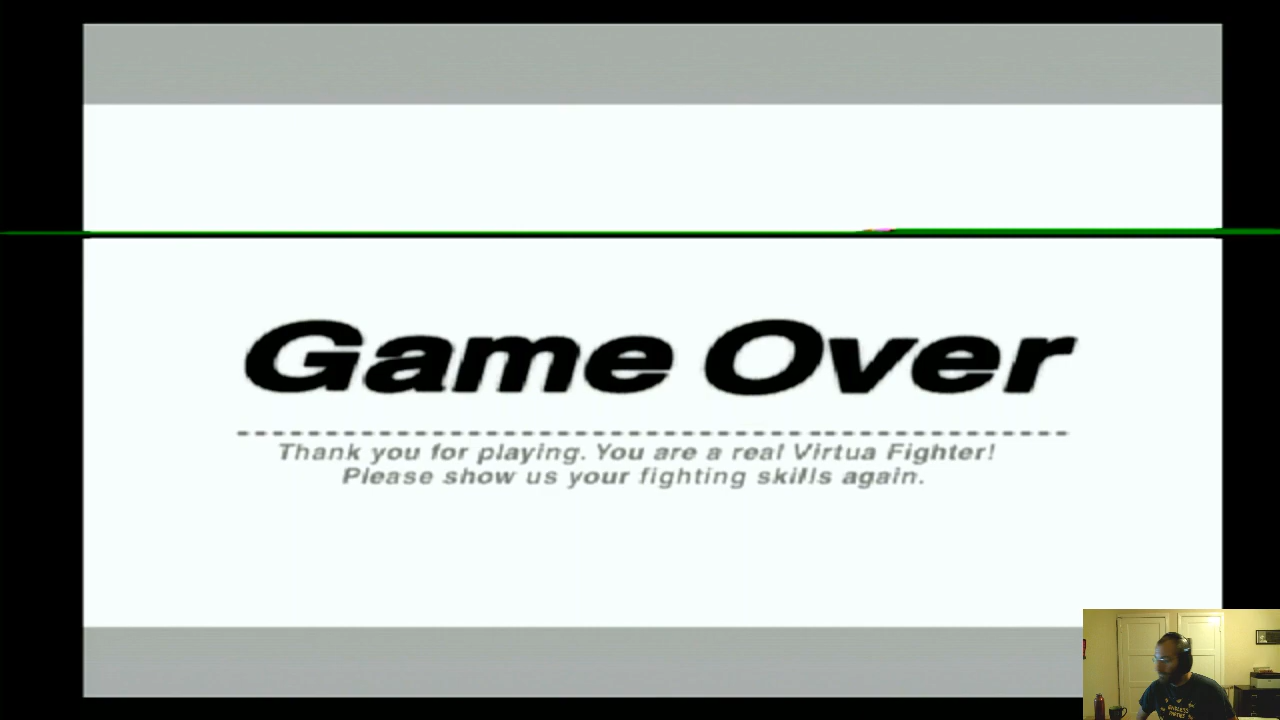 Game Over
Thank you for playing. You are a real Virtua Fighter!
Please show us your fighting skills again.